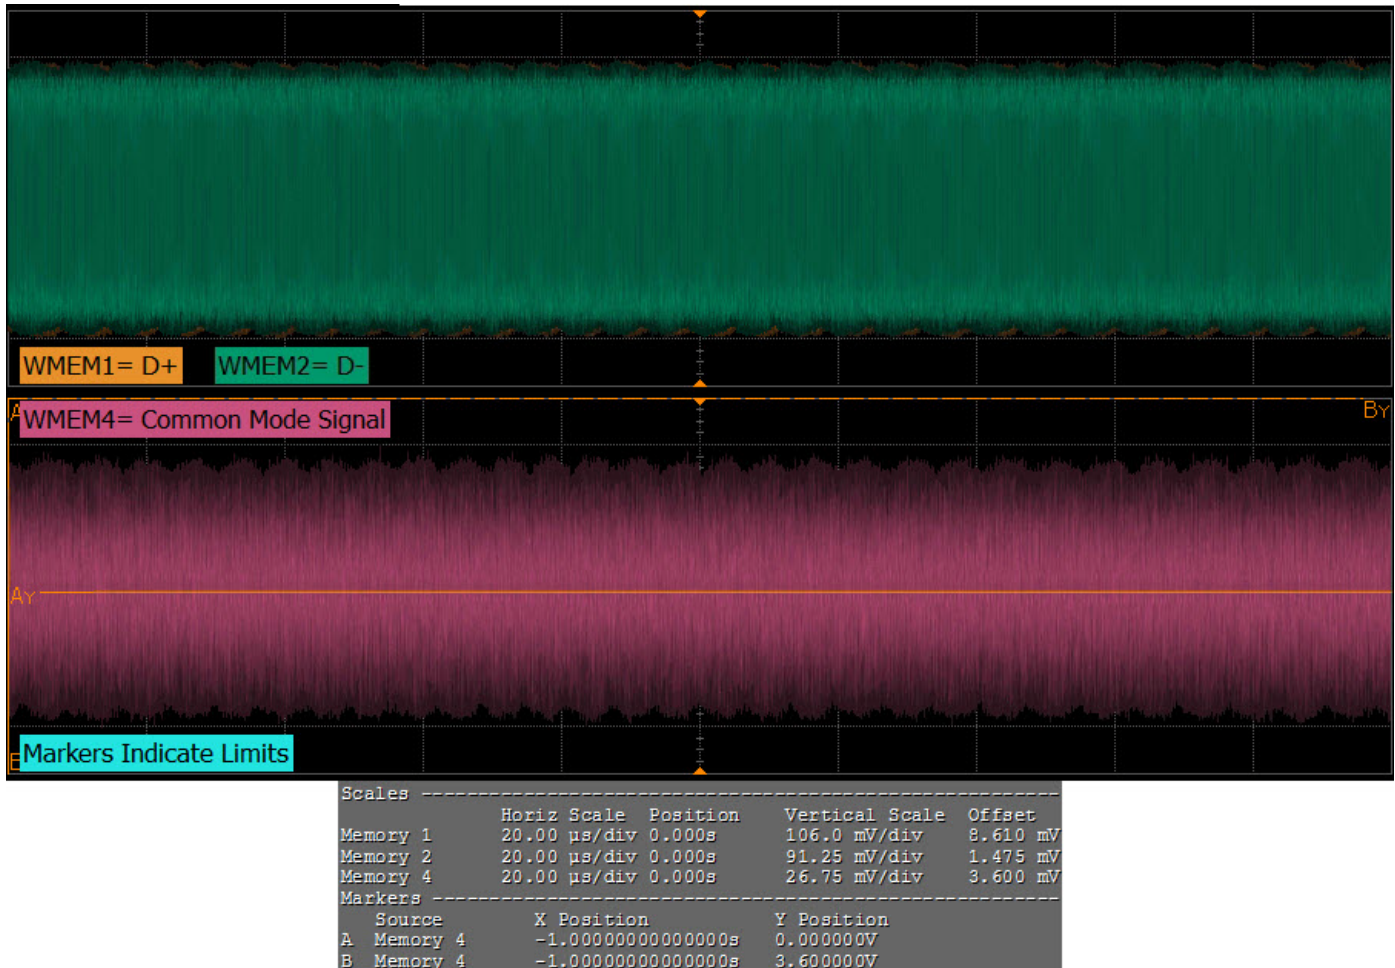 WMEM1= D+ WMEM2= D-
A WMEM4= Common Mode Signal By
Ay
Markers Indicate Limits
Scales
Horiz Scale Position Vertical Scale Offset
Memory 1 20.00 µs/div 0.000s 106.0 mV/div 8.610 mV
Memory 2 20.00 µs/div 0.000s 91.25 mV/div 1.475 mV
Memory 4 20.00 µs/div 0.000s 26.75 mV/div 3.600 mV
Markers
Source X Position Y Position
A Memory 4 -1.00000000000000s 0.000000V
B Memory 4 -1.00000000000000s 3.600000V